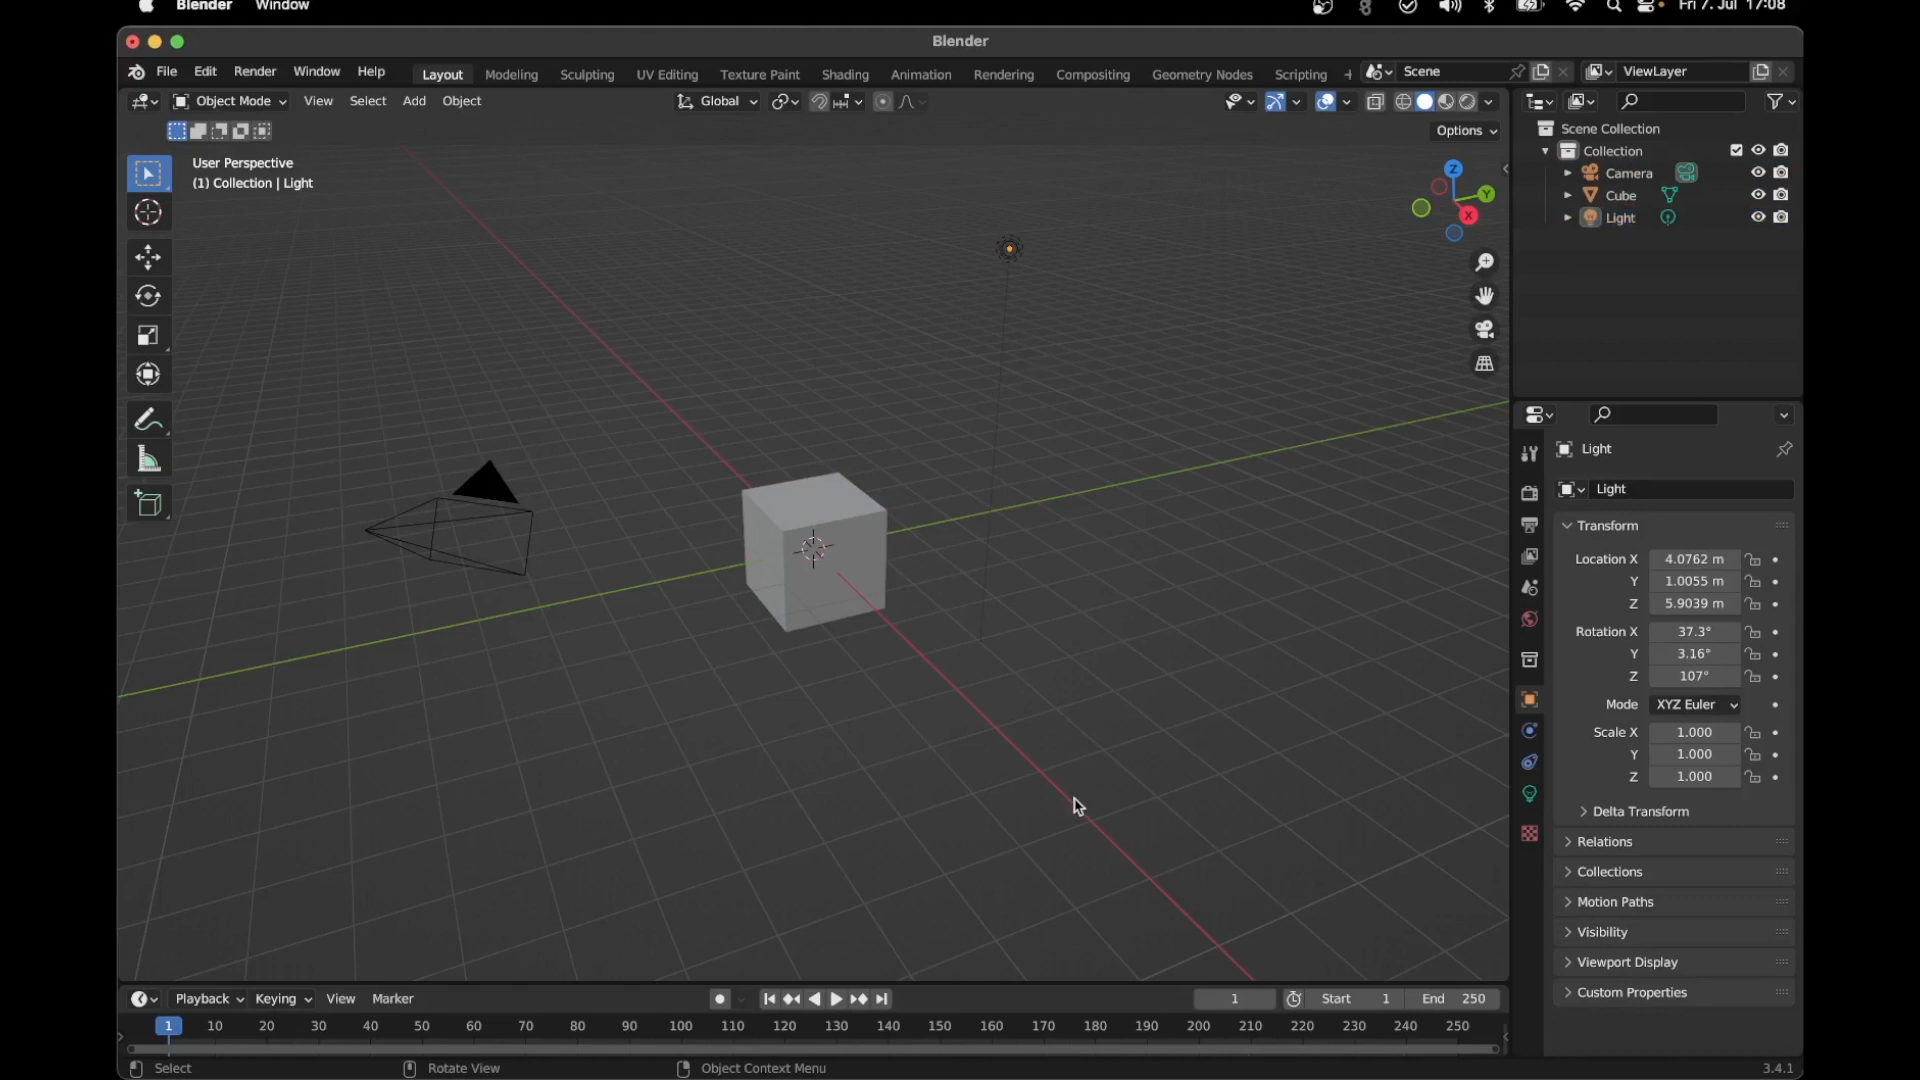 Blender Window Fri 7. Jul 17:08
Blender
File Edit Render Window Help Layout Modeling Sculpting UV Editing Texture Paint Shading Animation Rendering Compositing Geometry Nodes Scripting Scene ViewLayer
Object Mode View Select Add Object Global
Options
User Perspective
(1) Collection | Light
Z
Y
X
Scene Collection
Collection
Camera
Cube
Light
Light
Light
Transform
Location X 4.0762 m
Y 1.0055 m
Z 5.9039 m
Rotation X 37.3°
Y 3.16°
Z 107°
Mode XYZ Euler
Scale X 1.000
Y 1.000
Z 1.000
Delta Transform
Relations
Collections
Motion Paths
Visibility
Viewport Display
Custom Properties
Playback Keying View Marker 1 Start 1 End 250
1 10 20 30 40 50 60 70 80 90 100 110 120 130 140 150 160 170 180 190 200 210 220 230 240 250
Select Rotate View Object Context Menu 3.4.1